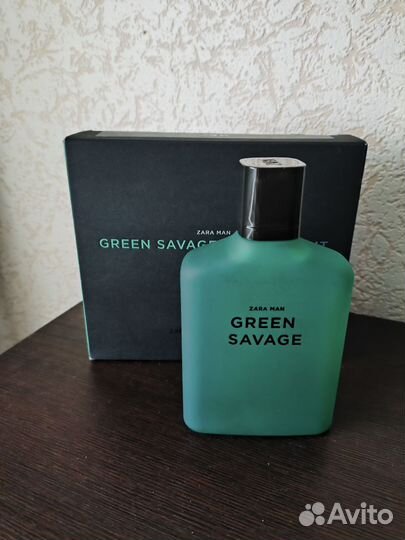 ZARA MAN
GREEN SAVAGE
ZARA MAN
GREEN
SAVAGE
Avito